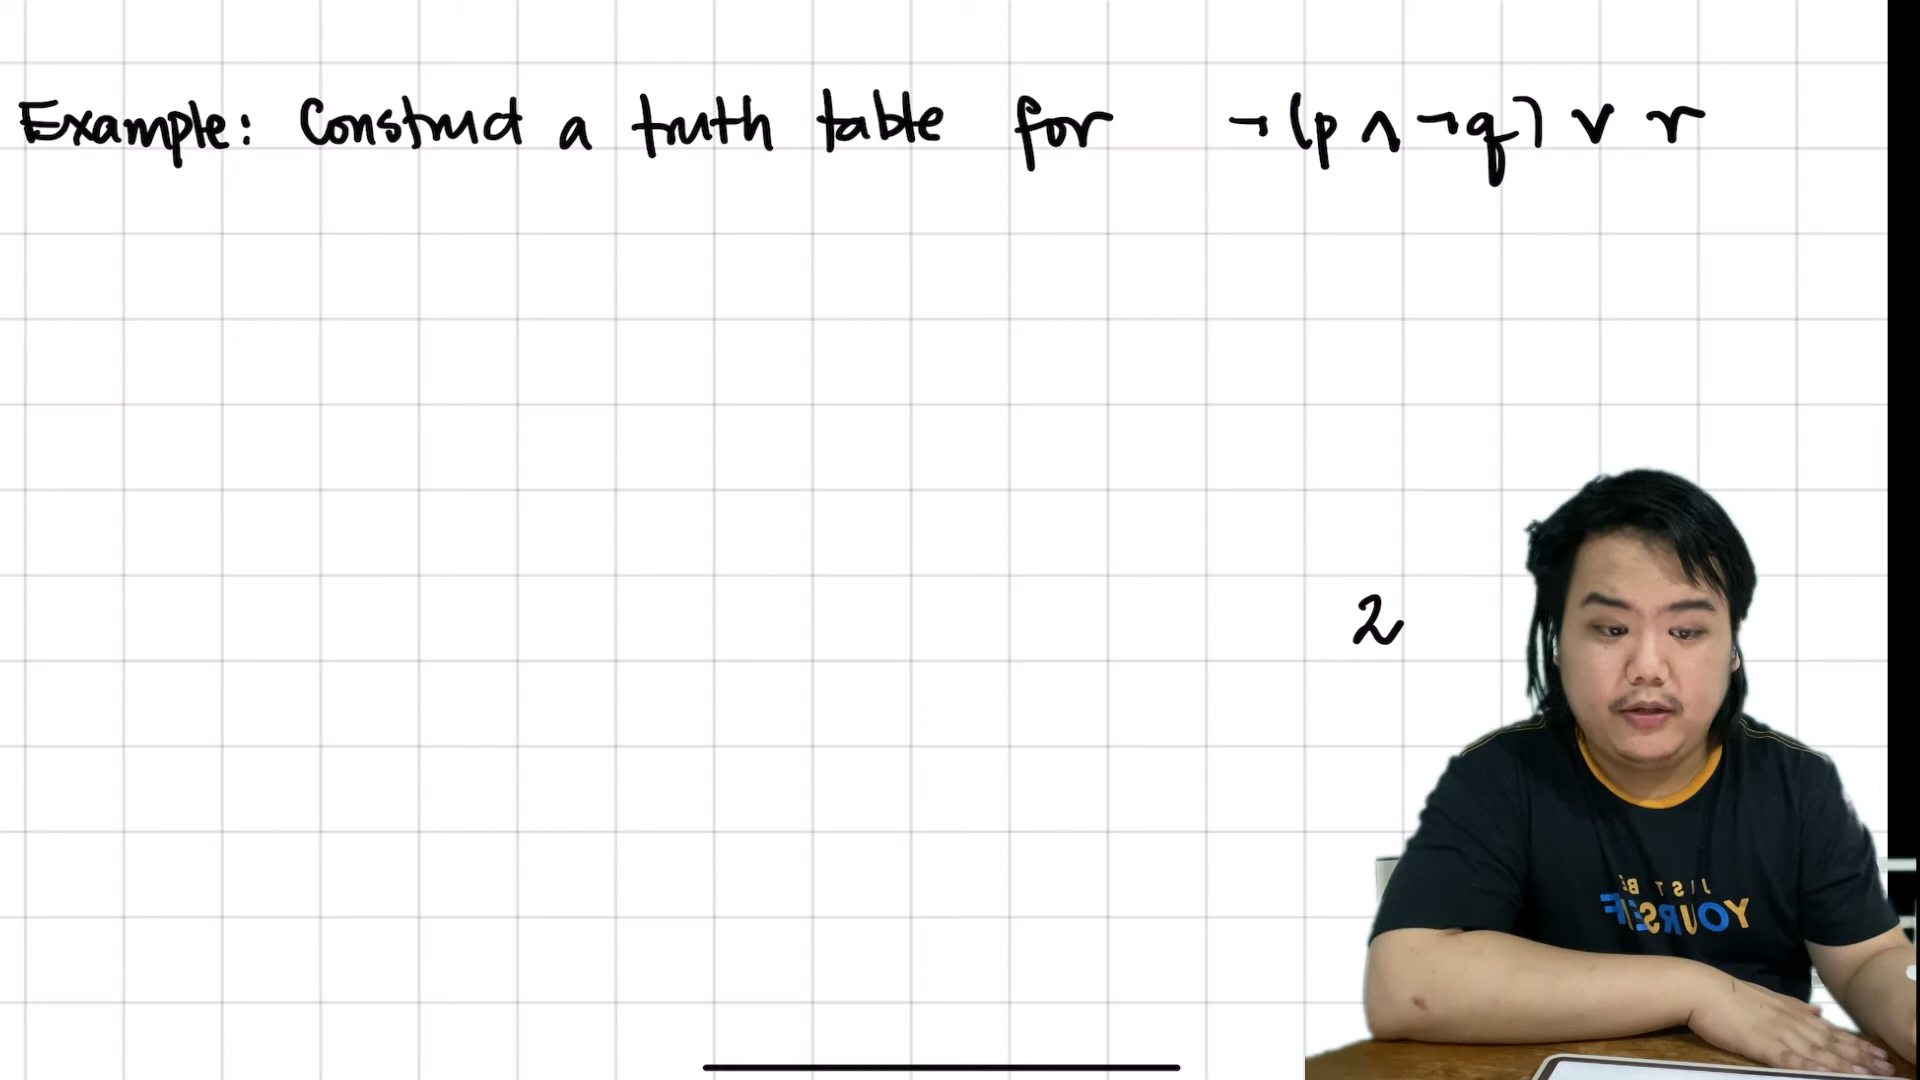 Example: Construct a truth table for ¬(p ∧ ¬q) ∨ r
2
JUST BE
YOURSELF